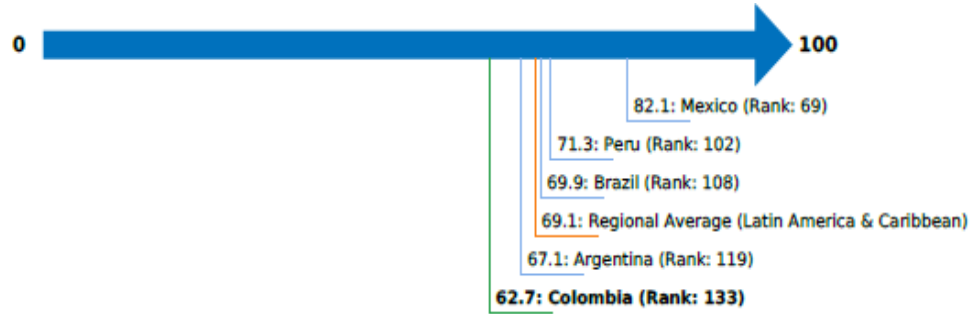 0
100
82.1: Mexico (Rank: 69)
71.3: Peru (Rank: 102)
69.9: Brazil (Rank: 108)
69.1: Regional Average (Latin America & Caribbean)
67.1: Argentina (Rank: 119)
62.7: Colombia (Rank: 133)